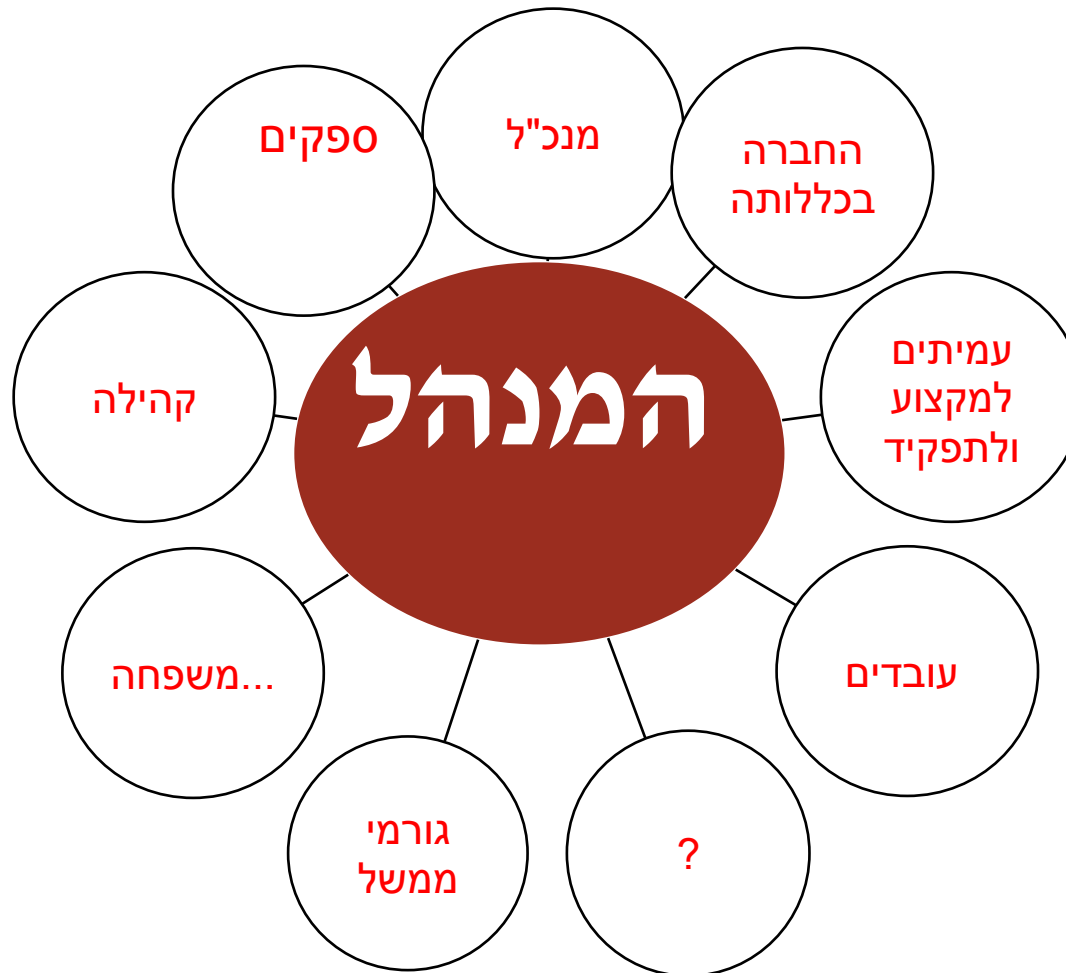 מנכ"ל
ספקים
החברה
בכללותה
עמיתים
למקצוע
ולתפקיד
קהילה
המנהל
משפחה...
עובדים
גורמי
ממשל
?